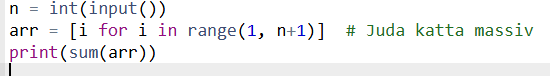 n = int(input())
arr = [i for i in range(1, n+1)]  # Juda katta massiv
print(sum(arr))